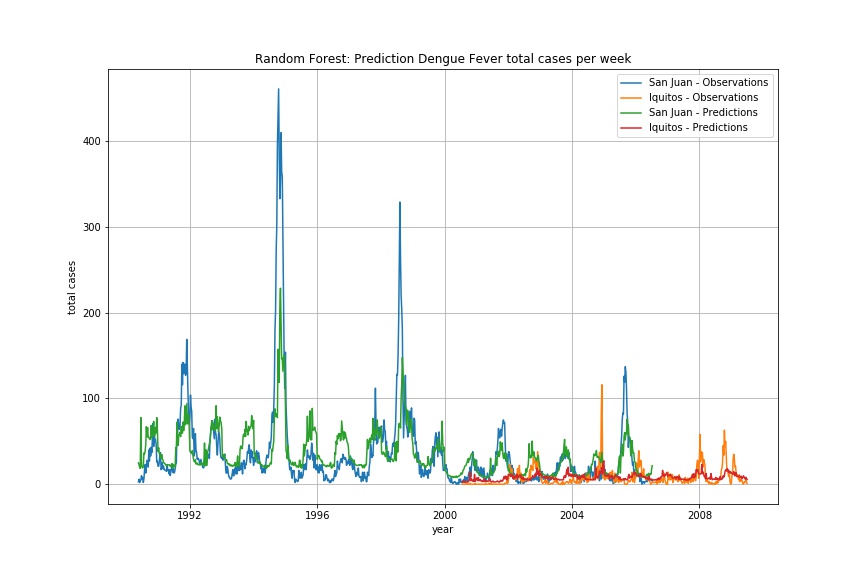 Random Forest: Prediction Dengue Fever total cases per week
San Juan - Observations
Iquitos - Observations
San Juan - Predictions
Iquitos - Predictions
400
300
200
100
0
total cases
1992 1996 2000 2004 2008
year